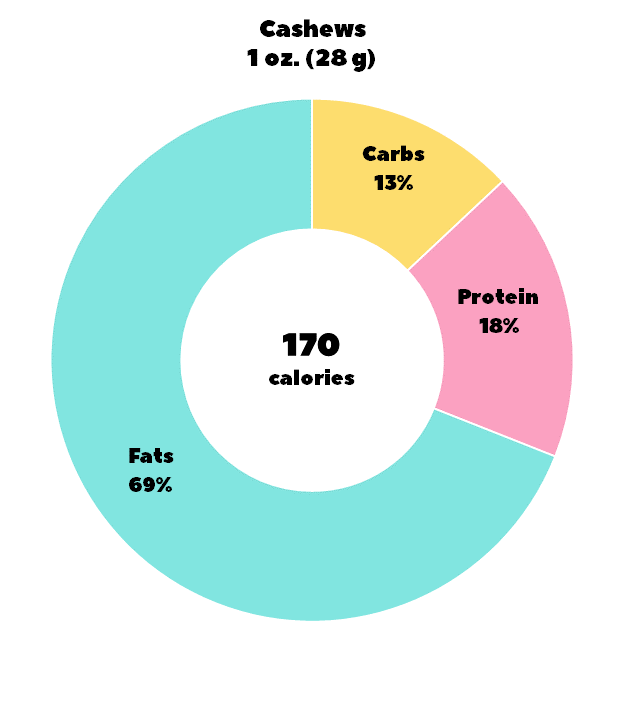 Cashews
1 oz. (28 g)
Carbs
13%
Protein
18%
170
calories
Fats
69%